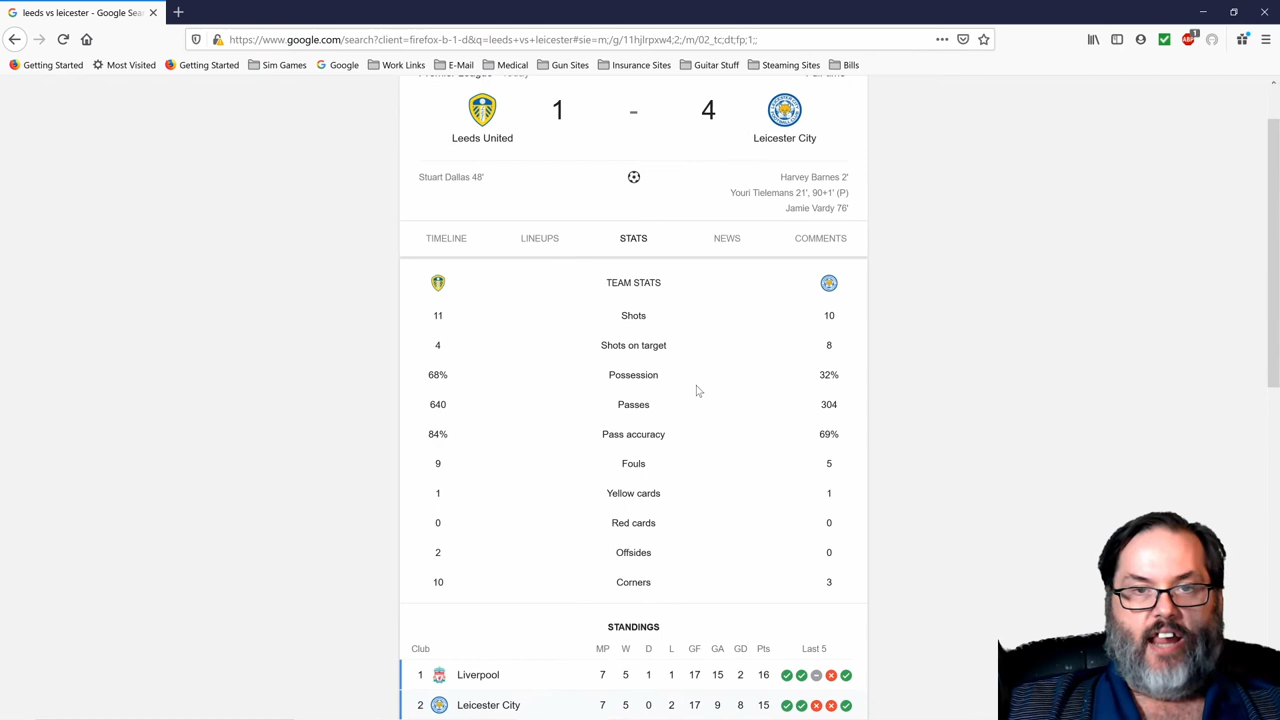 leeds vs leicester - Google Sea
https://www.google.com/search?client=firefox-b-1-d&q=leeds+vs+leicester#sie=m;/g/11hjlrpxw4;2;/m/02_tc;dt;fp;1;;
Getting Started Most Visited Getting Started Sim Games Google Work Links E-Mail Medical Gun Sites Insurance Sites Guitar Stuff Steaming Sites Bills
1 - 4
Leeds United Leicester City
Stuart Dallas 48' Harvey Barnes 2'
Youri Tielemans 21', 90+1' (P)
Jamie Vardy 76'
TIMELINE LINEUPS STATS NEWS COMMENTS
TEAM STATS
11 Shots 10
4 Shots on target 8
68% Possession 32%
640 Passes 304
84% Pass accuracy 69%
9 Fouls 5
1 Yellow cards 1
0 Red cards 0
2 Offsides 0
10 Corners 3
STANDINGS
Club MP W D L GF GA GD Pts Last 5
1 Liverpool 7 5 1 1 17 15 2 16
2 Leicester City 7 5 0 2 17 9 8 15